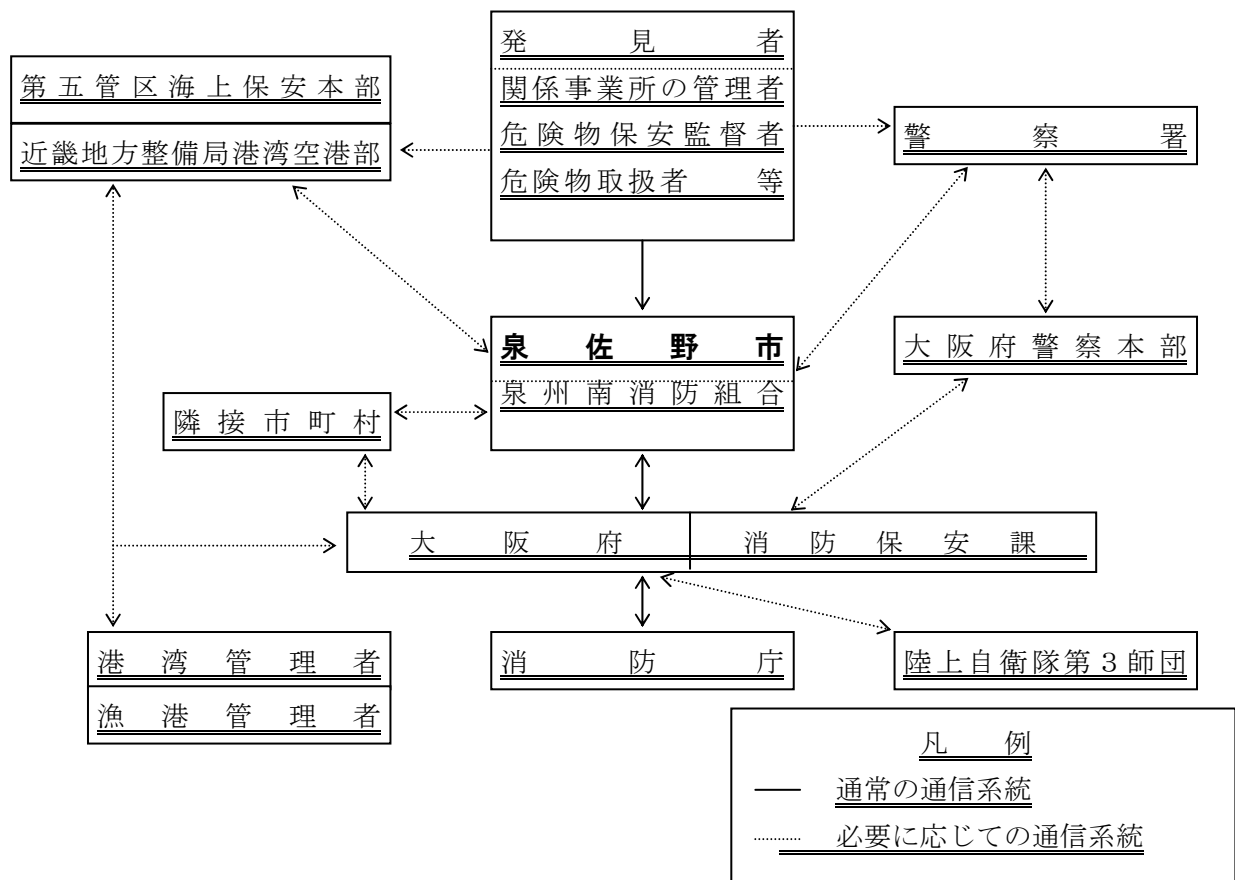 発見者
関係事業所の管理者
危険物保安監督者
危険物取扱者 等
第五管区海上保安本部
近畿地方整備局港湾空港部
警察署
泉佐野市
泉州南消防組合
大阪府警察本部
隣接市町村
大阪府 消防保安課
港湾管理者
漁港管理者
消防庁
陸上自衛隊第３師団
凡例
通常の通信系統
必要に応じての通信系統